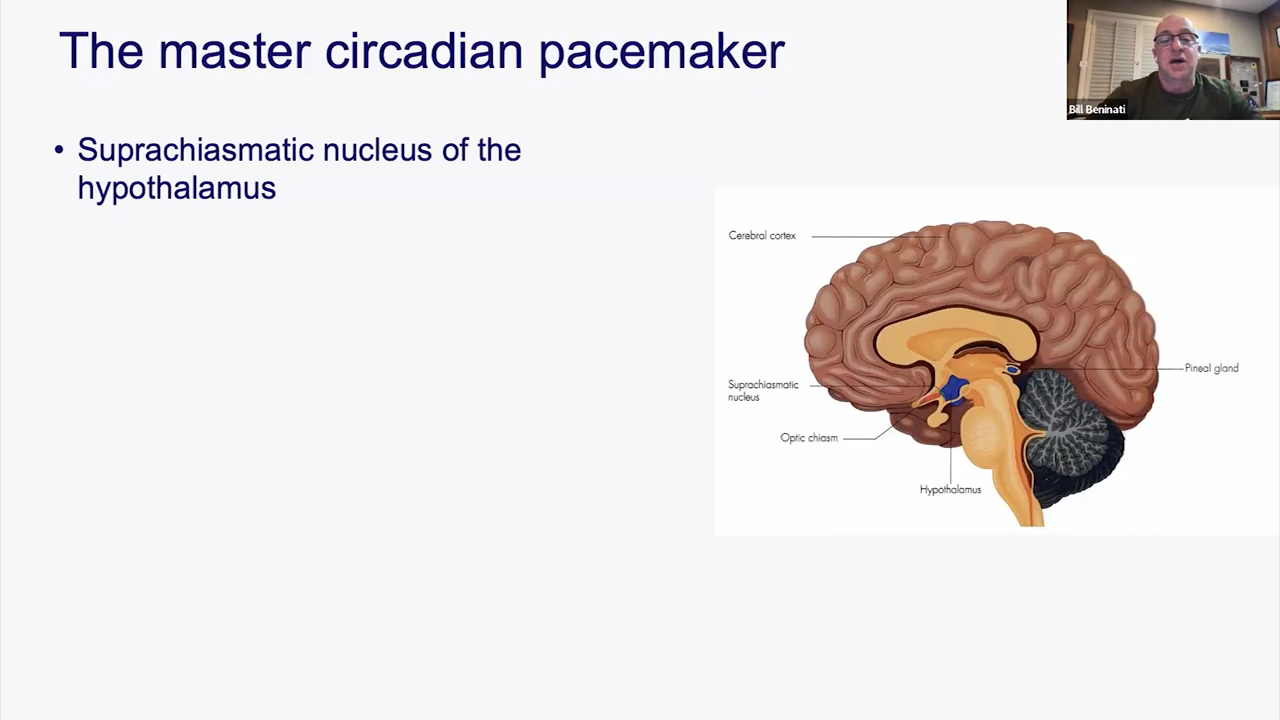 The master circadian pacemaker
Bill Beninati
• Suprachiasmatic nucleus of the
hypothalamus
Cerebral cortex
Pineal gland
Suprachiasmatic
nucleus
Optic chiasm
Hypothalamus